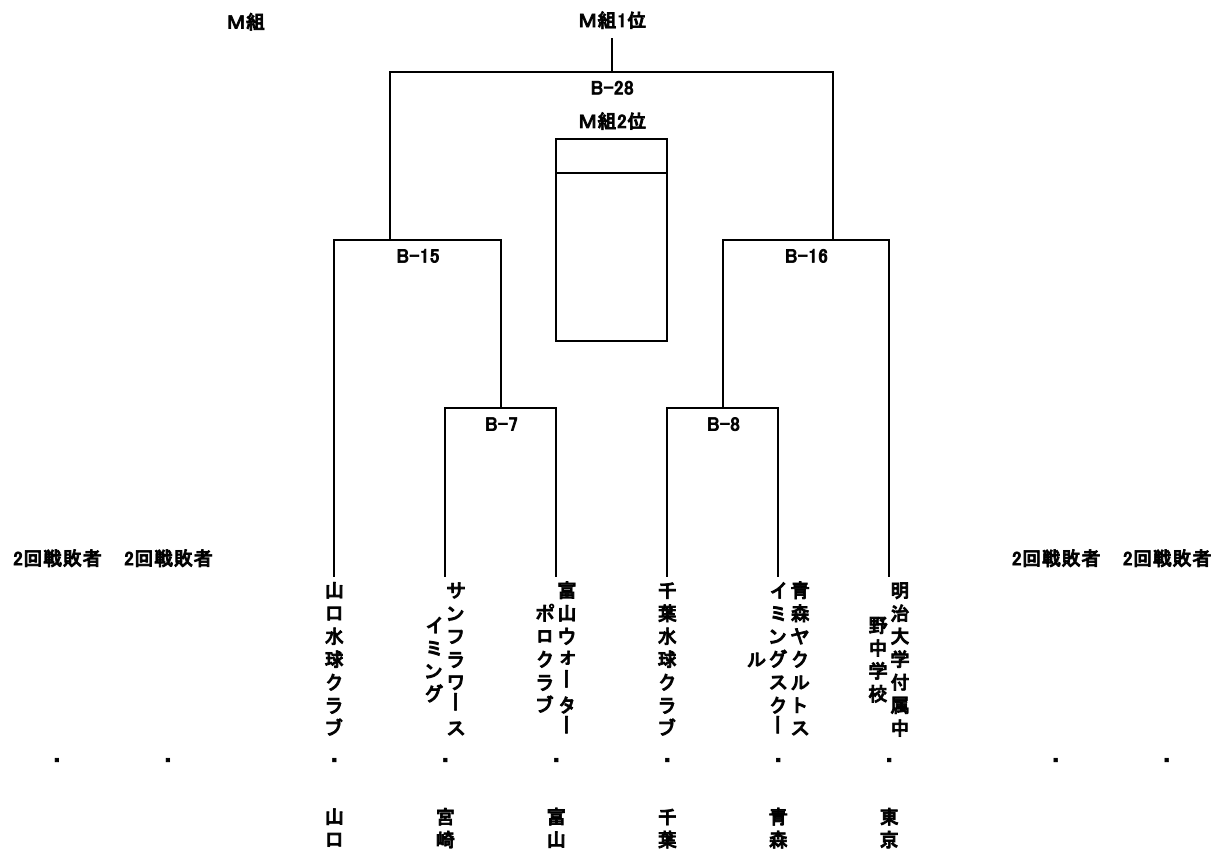 M組
M組1位
B-28
M組2位
B-15
B-16
B-7
B-8
2回戦敗者
2回戦敗者
2回戦敗者
2回戦敗者
山口水球クラブ
サンフラワース
イミング
富山ウォーター
ポロクラブ
千葉水球クラブ
青森ヤクルトス
イミングスクー
ル
明治大学付属中
野中学校
・
・
・
・
・
・
・
・
・
・
山口
宮崎
富山
千葉
青森
東京